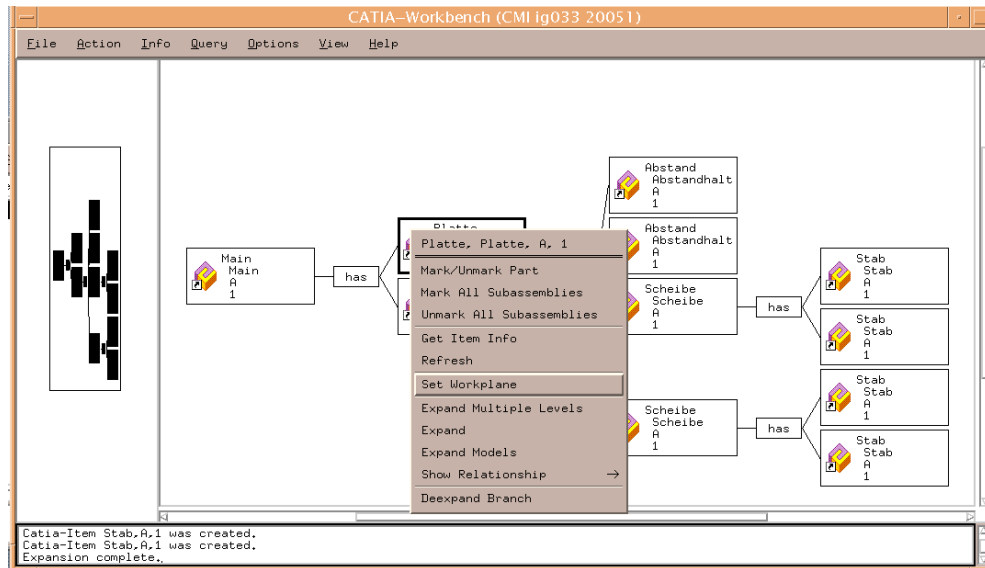 CATIA–Workbench (CMI ig033 20051)
File Action Info Query Options View Help
Abstand
Abstandhalt
A
1
Platte
Abstand
Abstandhalt
A
1
Main
Main
A
1
has
Platte, Platte, A, 1
Mark/Unmark Part
Mark All Subassemblies
Unmark All Subassemblies
Get Item Info
Refresh
Set Workplane
Expand Multiple Levels
Expand
Expand Models
Show Relationship →
Deexpand Branch
Scheibe
Scheibe
A
1
has
Stab
Stab
A
1
Stab
Stab
A
1
Scheibe
Scheibe
A
1
has
Stab
Stab
A
1
Stab
Stab
A
1
Catia-Item Stab,A,1 was created.
Catia-Item Stab,A,1 was created.
Expansion complete..